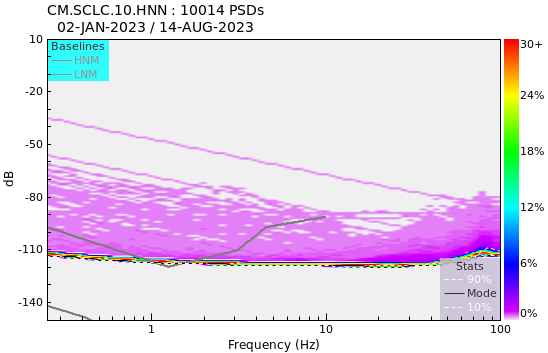 CM.SCLC.10.HNN : 10014 PSDs
02-JAN-2023 / 14-AUG-2023
Baselines
HNM
LNM
10
-20
-50
-80
-110
-140
dB
1
10
100
Frequency (Hz)
Stats
90%
Mode
10%
30+
24%
18%
12%
6%
0%